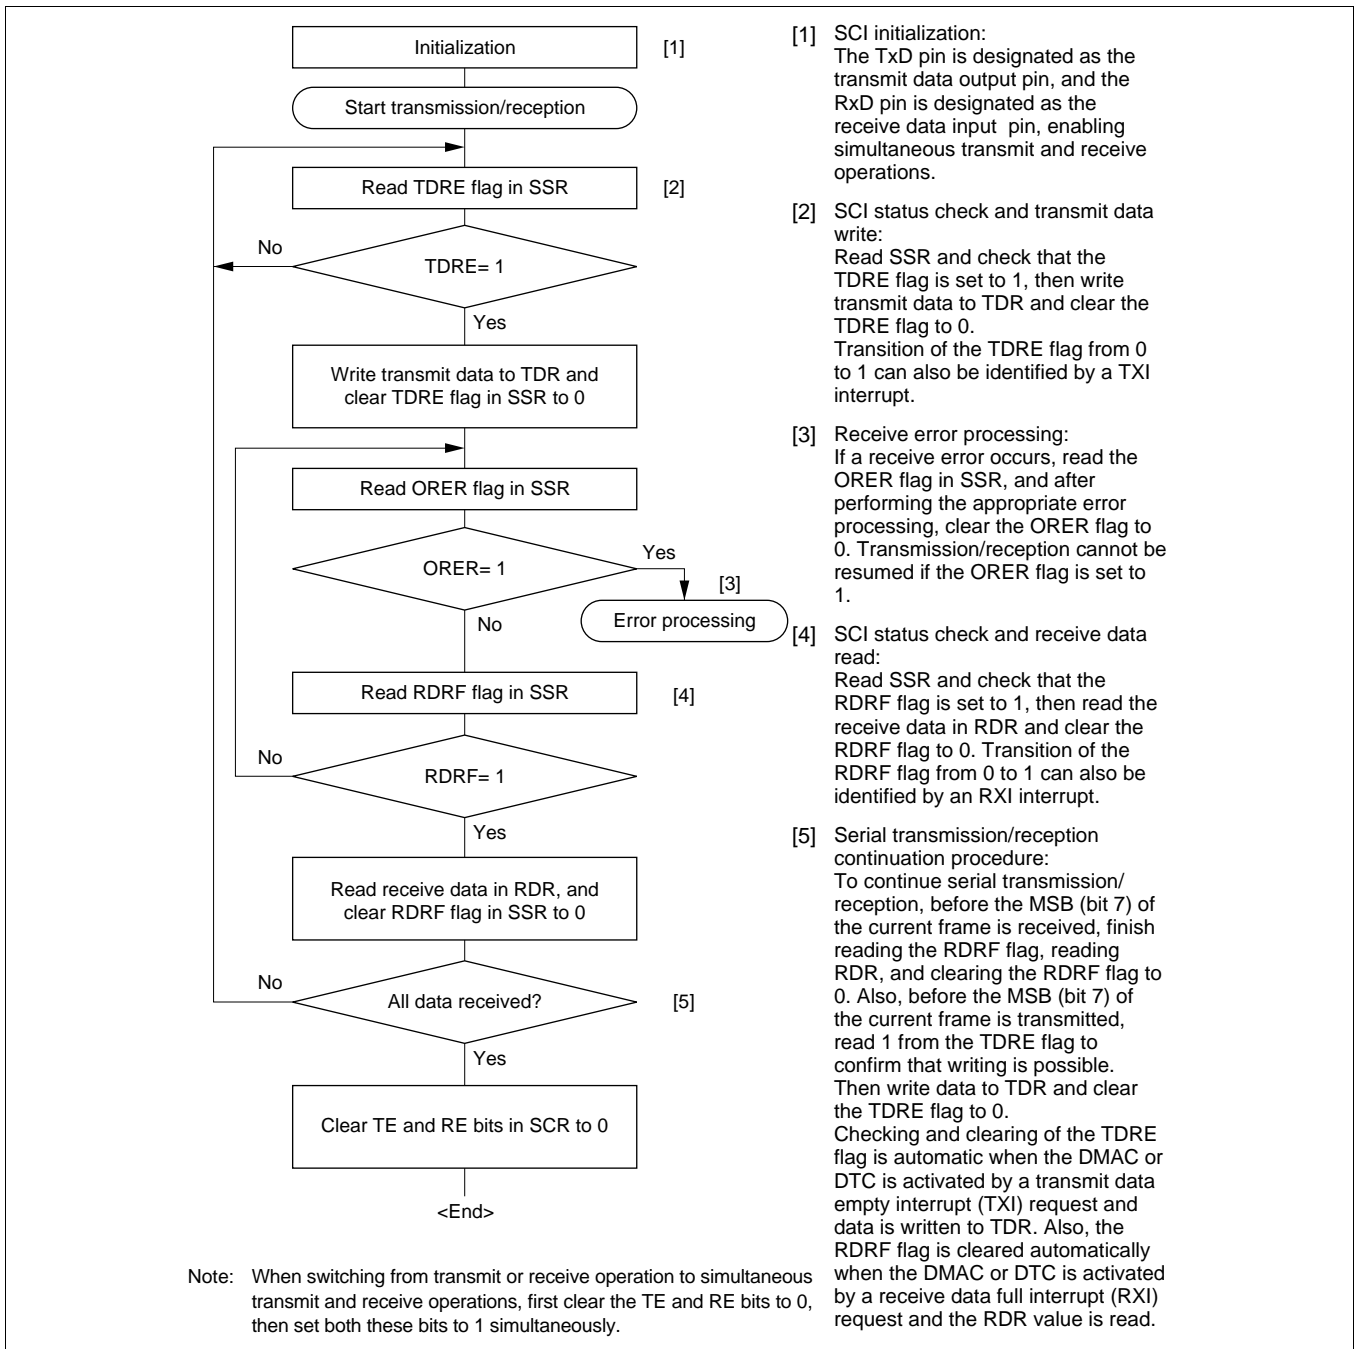 Initialization
[1]
Start transmission/reception
Read TDRE flag in SSR
[2]
No
TDRE= 1
Yes
Write transmit data to TDR and
clear TDRE flag in SSR to 0
Read ORER flag in SSR
ORER= 1
Yes
[3]
Error processing
No
Read RDRF flag in SSR
[4]
No
RDRF= 1
Yes
Read receive data in RDR, and
clear RDRF flag in SSR to 0
No
All data received?
[5]
Yes
Clear TE and RE bits in SCR to 0
<End>
[1] SCI initialization:
The TxD pin is designated as the
transmit data output pin, and the
RxD pin is designated as the
receive data input pin, enabling
simultaneous transmit and receive
operations.
[2] SCI status check and transmit data
write:
Read SSR and check that the
TDRE flag is set to 1, then write
transmit data to TDR and clear the
TDRE flag to 0.
Transition of the TDRE flag from 0
to 1 can also be identified by a TXI
interrupt.
[3] Receive error processing:
If a receive error occurs, read the
ORER flag in SSR, and after
performing the appropriate error
processing, clear the ORER flag to
0. Transmission/reception cannot be
resumed if the ORER flag is set to
1.
[4] SCI status check and receive data
read:
Read SSR and check that the
RDRF flag is set to 1, then read the
receive data in RDR and clear the
RDRF flag to 0. Transition of the
RDRF flag from 0 to 1 can also be
identified by an RXI interrupt.
[5] Serial transmission/reception
continuation procedure:
To continue serial transmission/
reception, before the MSB (bit 7) of
the current frame is received, finish
reading the RDRF flag, reading
RDR, and clearing the RDRF flag to
0. Also, before the MSB (bit 7) of
the current frame is transmitted,
read 1 from the TDRE flag to
confirm that writing is possible.
Then write data to TDR and clear
the TDRE flag to 0.
Checking and clearing of the TDRE
flag is automatic when the DMAC or
DTC is activated by a transmit data
empty interrupt (TXI) request and
data is written to TDR. Also, the
RDRF flag is cleared automatically
when the DMAC or DTC is activated
by a receive data full interrupt (RXI)
request and the RDR value is read.
Note: When switching from transmit or receive operation to simultaneous
transmit and receive operations, first clear the TE and RE bits to 0,
then set both these bits to 1 simultaneously.